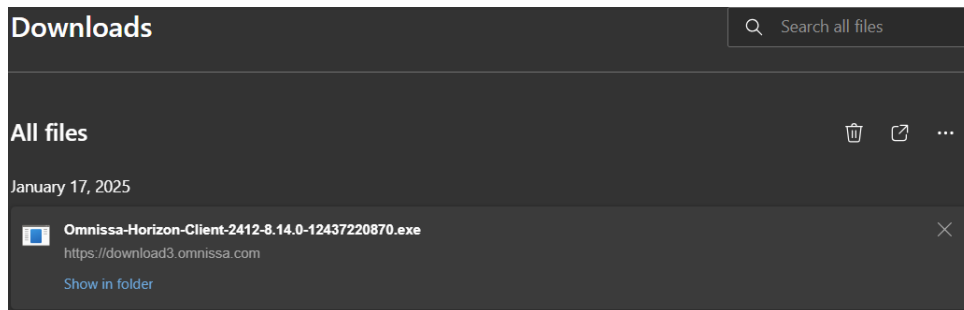 Downloads
Search all files
All files
January 17, 2025
Omnissa-Horizon-Client-2412-8.14.0-12437220870.exe
https://download3.omnissa.com
Show in folder